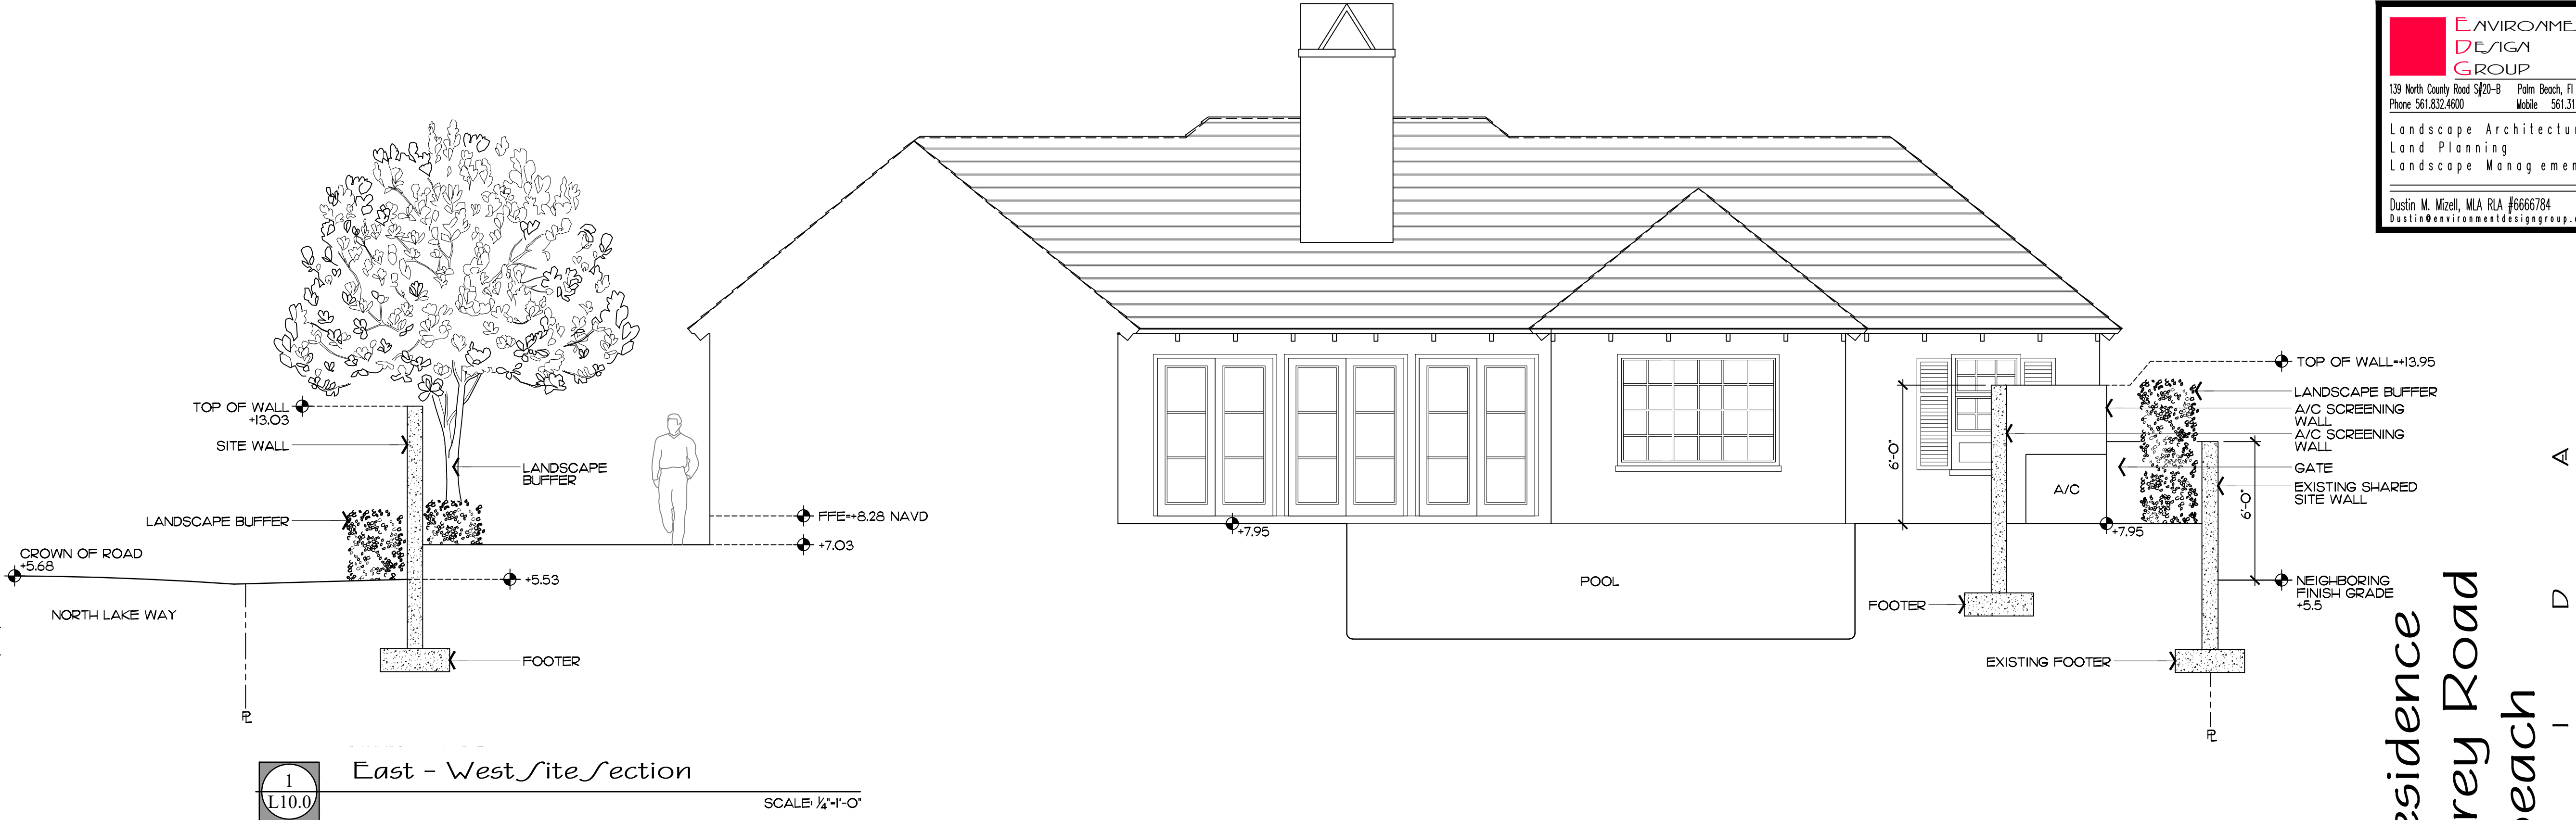 ENVIRONME
DESIGN
GROUP
139 North County Road S#20-B Palm Beach, Fl
Phone 561.832.4600 Mobile 561.31
Landscape Architectur
Land Planning
Landscape Managemen
Dustin M. Mizell, MLA RLA #6666784
Dustin@environmentdesigngroup.c
TOP OF WALL
+13.03
SITE WALL
LANDSCAPE
BUFFER
LANDSCAPE BUFFER
CROWN OF ROAD
+5.68
NORTH LAKE WAY
+5.53
FFE=+8.28 NAVD
+7.03
FOOTER
PL
+7.95
POOL
6'-0"
A/C
+7.95
FOOTER
EXISTING FOOTER
TOP OF WALL=+13.95
LANDSCAPE BUFFER
A/C SCREENING
WALL
A/C SCREENING
WALL
GATE
EXISTING SHARED
SITE WALL
6'-0"
NEIGHBORING
FINISH GRADE
+5.5
PL
1
L10.0
East - West Site Section
SCALE: 1/4"=1'-0"
esidence
rey Road
beach
I D A